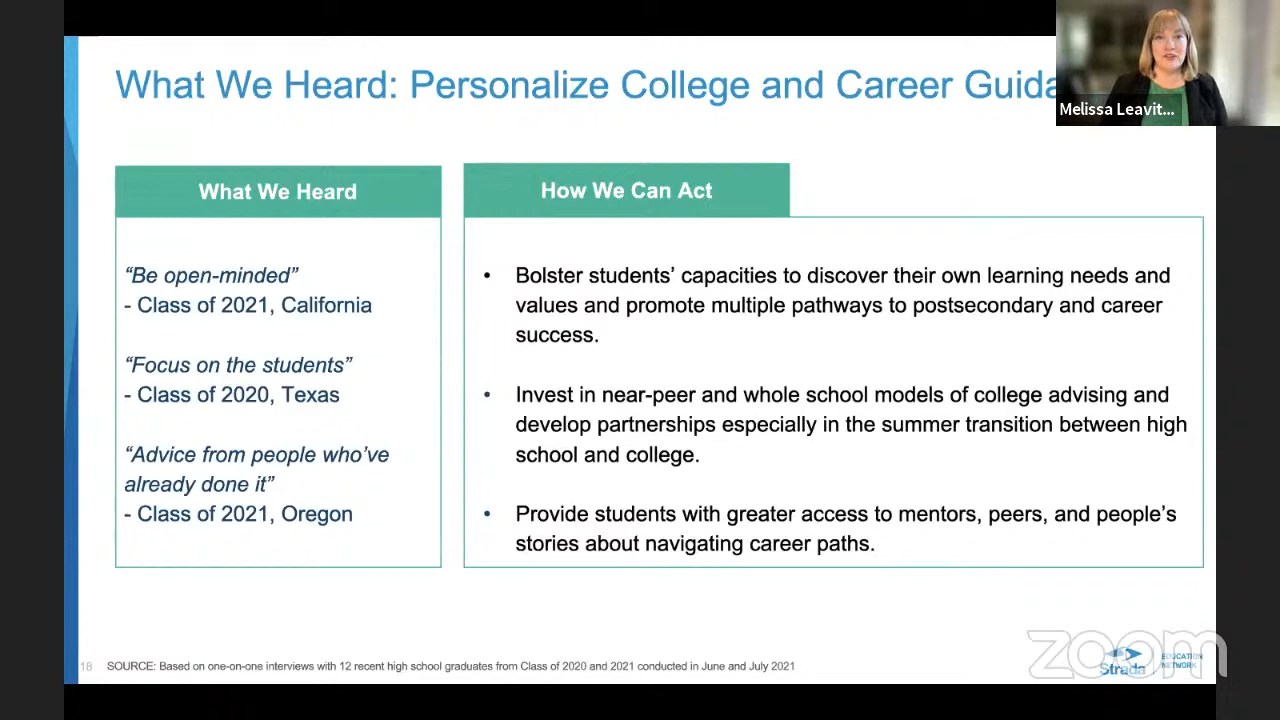 What We Heard: Personalize College and Career Guida
Melissa Leavit...
What We Heard
How We Can Act
“Be open-minded”
- Class of 2021, California
“Focus on the students”
- Class of 2020, Texas
“Advice from people who’ve
already done it”
- Class of 2021, Oregon
• Bolster students’ capacities to discover their own learning needs and
values and promote multiple pathways to postsecondary and career
success.
• Invest in near-peer and whole school models of college advising and
develop partnerships especially in the summer transition between high
school and college.
• Provide students with greater access to mentors, peers, and people’s
stories about navigating career paths.
18 SOURCE: Based on one-on-one interviews with 12 recent high school graduates from Class of 2020 and 2021 conducted in June and July 2021
zoom
Strada
EDUCATION
NETWORK